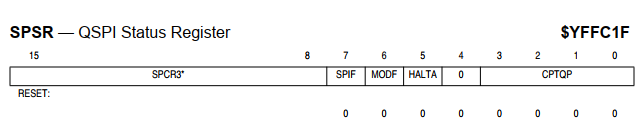 SPSR — QSPI Status Register $YFFC1F
15 8 7 6 5 4 3 2 1 0
SPCR3* SPIF MODF HALTA 0 CPTQP
RESET:
0 0 0 0 0 0 0 0